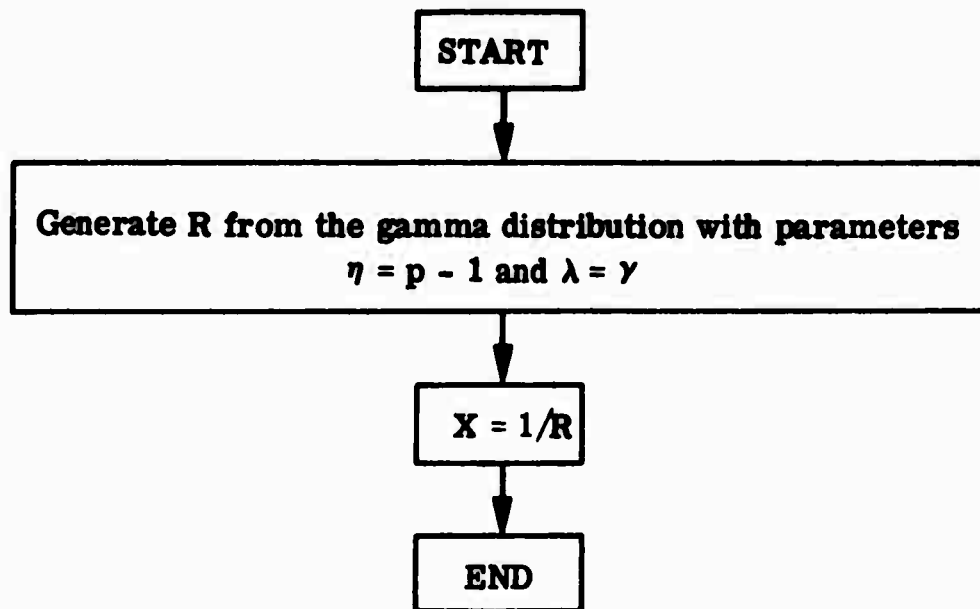 START
Generate R from the gamma distribution with parameters
η = p - 1 and λ = γ
X = 1/R
END